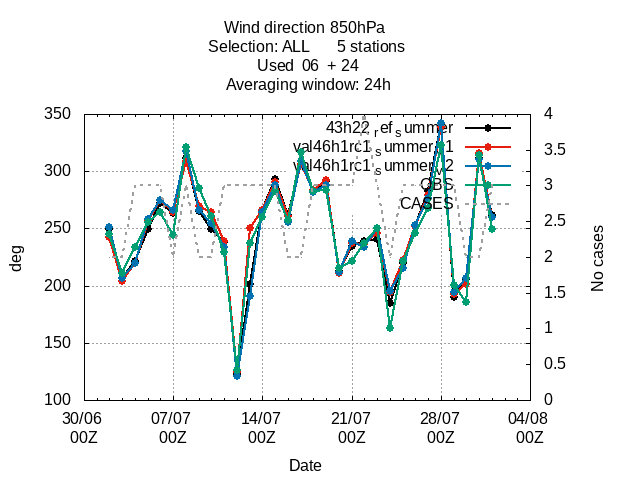 Wind direction 850hPa
Selection: ALL 5 stations
Used 06 + 24
Averaging window: 24h
43h22_ref_summer
val46h1rc1_summer_v1
val46h1rc1_summer_v2
OBS
CASES
350
300
250
200
150
100
deg
4
3.5
3
2.5
2
1.5
1
0.5
0
No cases
30/06 07/07 14/07 21/07 28/07 04/08
00Z 00Z 00Z 00Z 00Z 00Z
Date